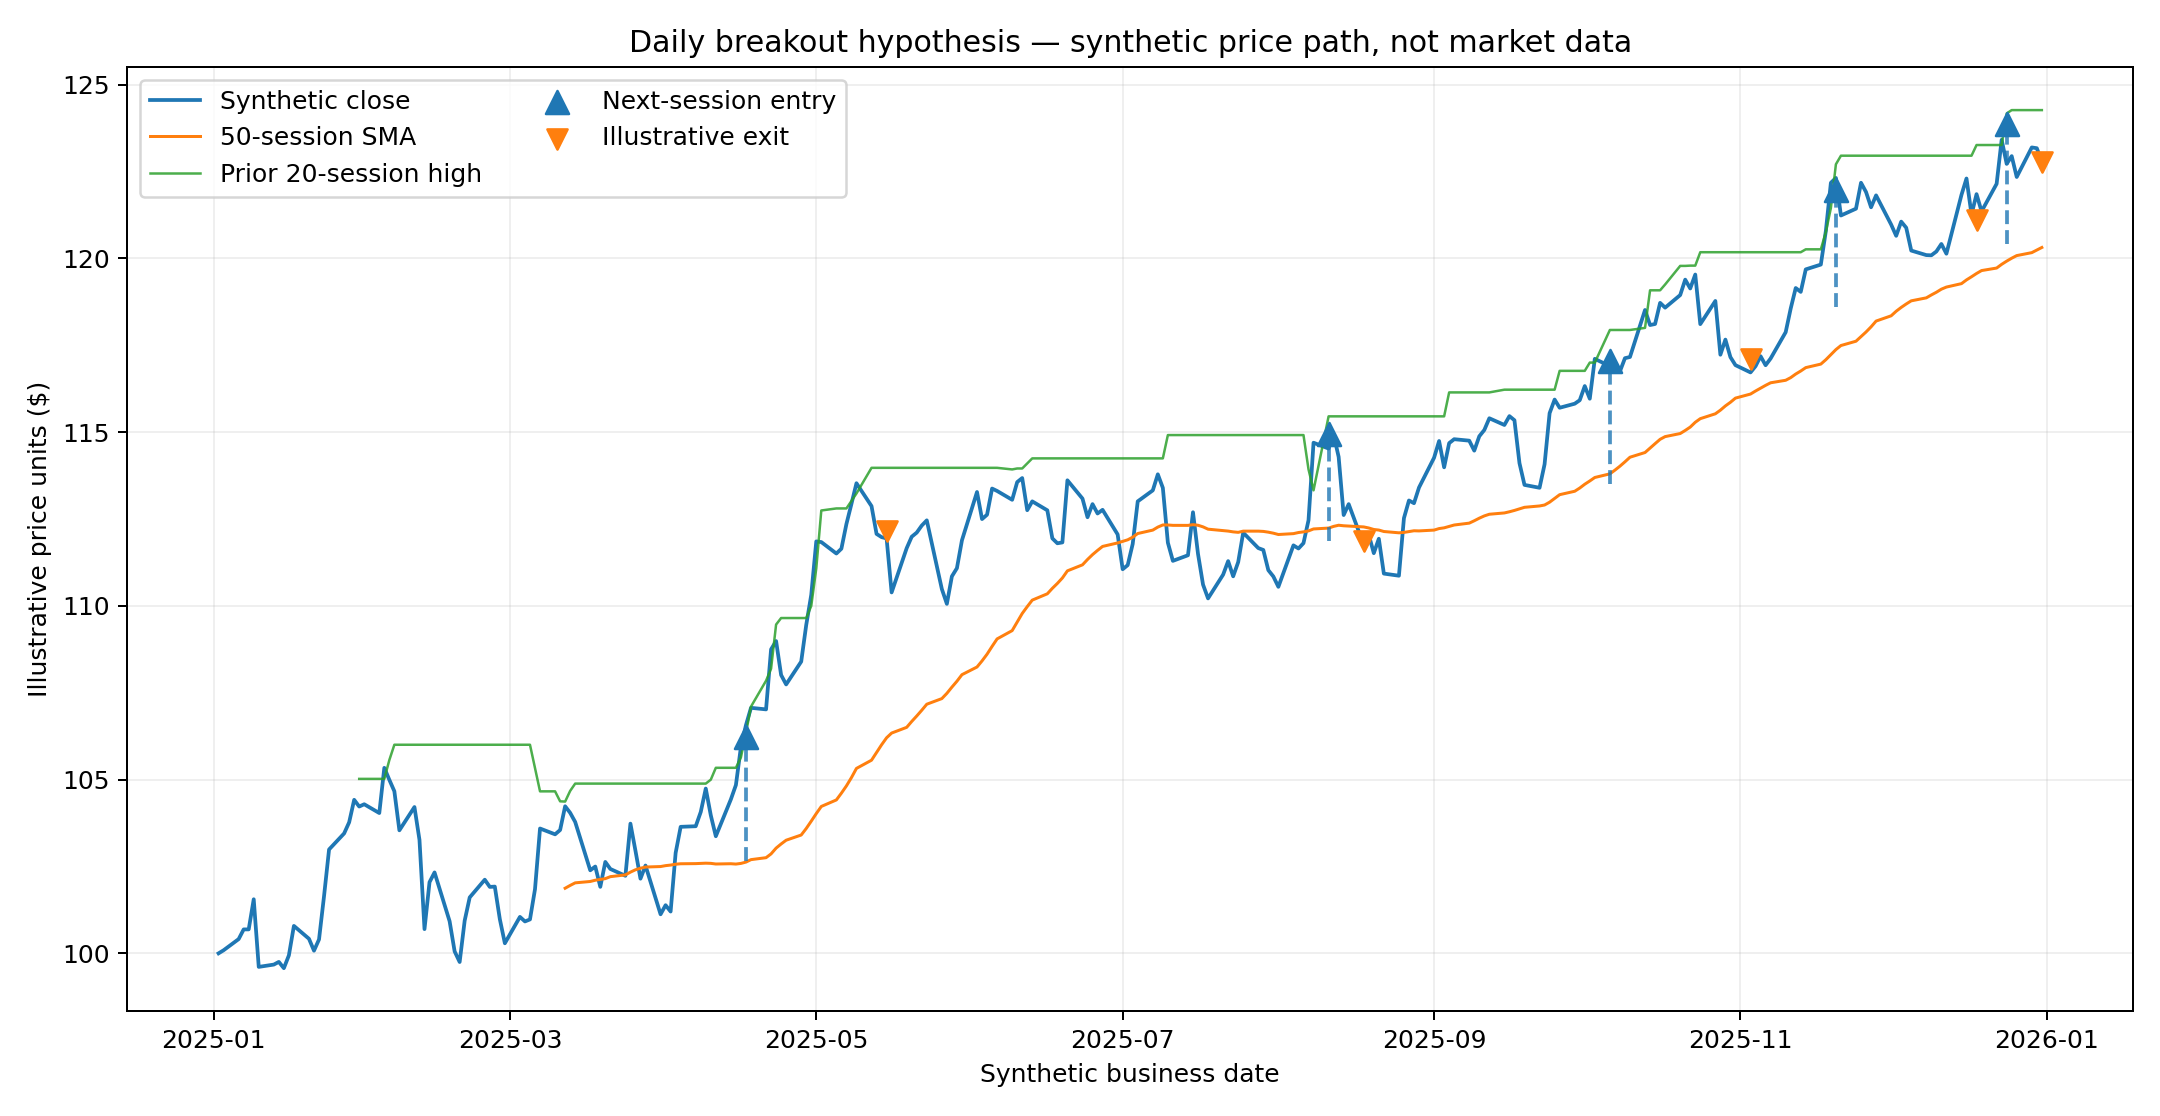 Daily breakout hypothesis — synthetic price path, not market data
Synthetic close
50-session SMA
Prior 20-session high
Next-session entry
Illustrative exit
Illustrative price units ($)
125
120
115
110
105
100
2025-01
2025-03
2025-05
2025-07
2025-09
2025-11
2026-01
Synthetic business date